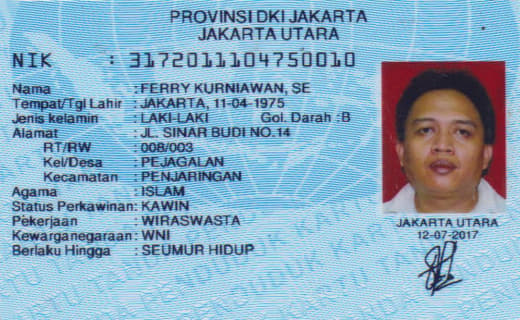 PROVINSI DKI JAKARTA
JAKARTA UTARA
NIK : 3172011104750010
Nama : FERRY KURNIAWAN, SE
Tempat/Tgl Lahir : JAKARTA, 11-04-1975
Jenis kelamin : LAKI-LAKI Gol. Darah :B
Alamat : JL. SINAR BUDI NO.14
RT/RW : 008/003
Kel/Desa : PEJAGALAN
Kecamatan : PENJARINGAN
Agama : ISLAM
Status Perkawinan: KAWIN
Pekerjaan : WIRASWASTA
Kewarganegaraan: WNI
Berlaku Hingga : SEUMUR HIDUP
JAKARTA UTARA
12-07-2017